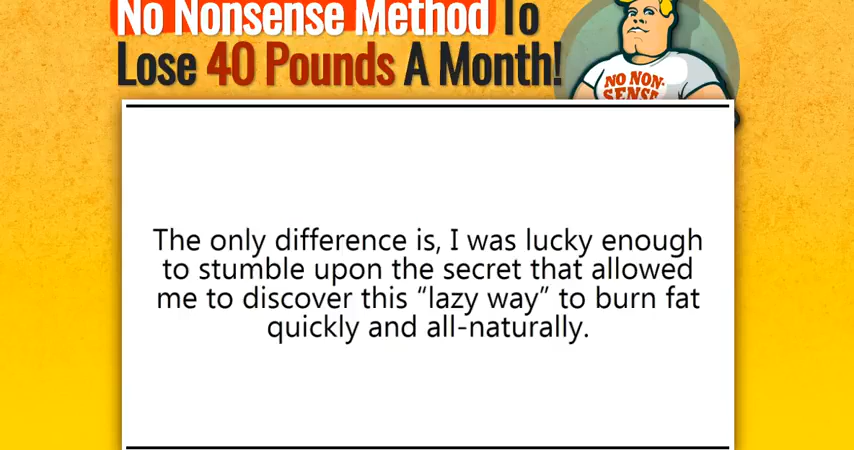 No Nonsense Method To
Lose 40 Pounds A Month!
NO NON-
SENSE
The only difference is, I was lucky enough
to stumble upon the secret that allowed
me to discover this “lazy way” to burn fat
quickly and all-naturally.